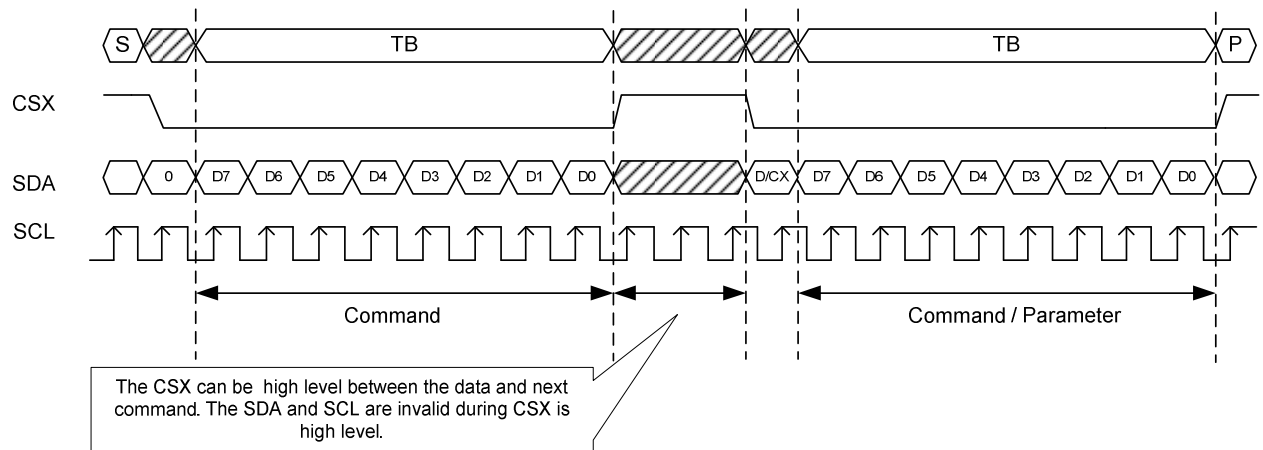 S TB TB P
CSX
SDA 0 D7 D6 D5 D4 D3 D2 D1 D0 D/CX D7 D6 D5 D4 D3 D2 D1 D0
SCL
Command Command / Parameter
The CSX can be high level between the data and next
command. The SDA and SCL are invalid during CSX is
high level.